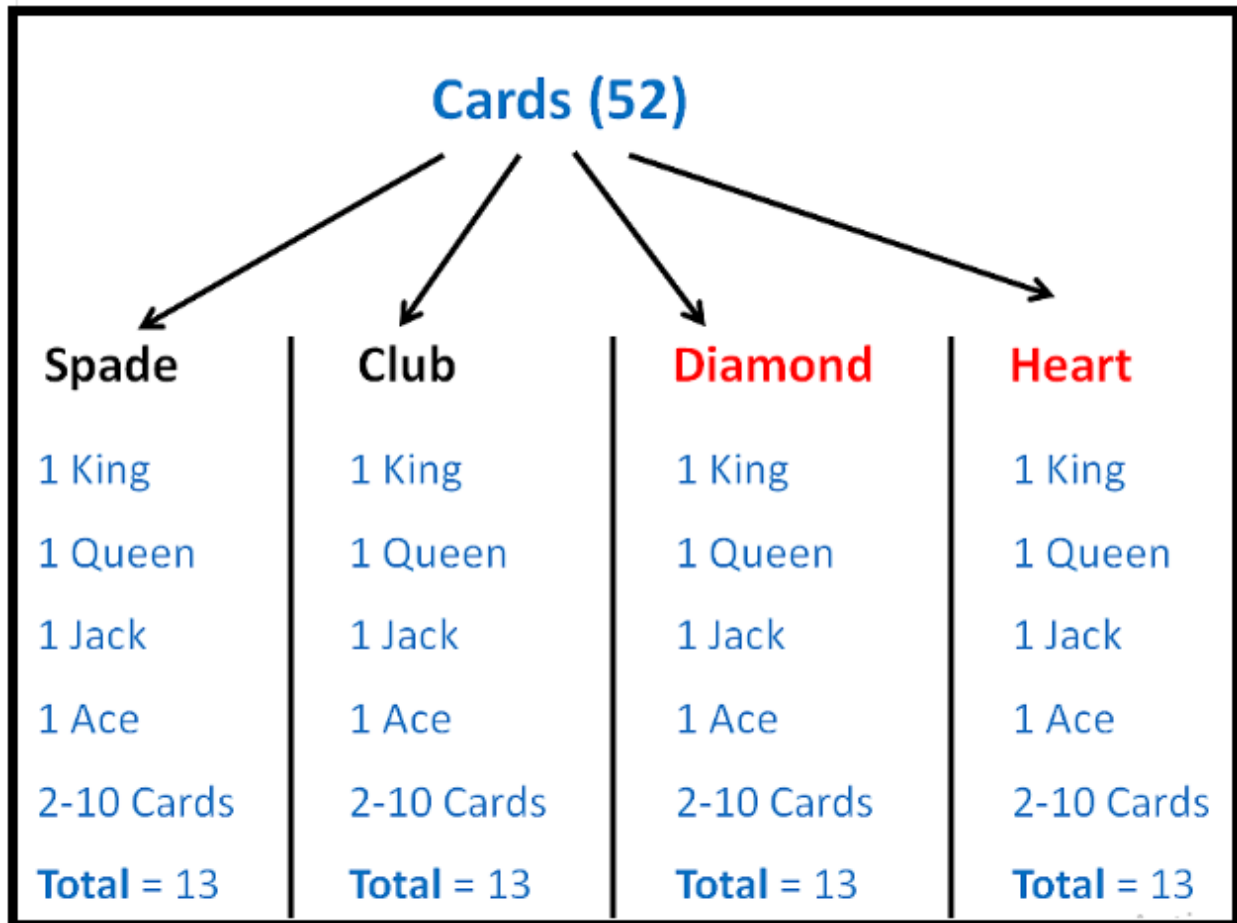 Cards (52)
Spade
1 King
1 Queen
1 Jack
1 Ace
2-10 Cards
Total = 13
Club
1 King
1 Queen
1 Jack
1 Ace
2-10 Cards
Total = 13
Diamond
1 King
1 Queen
1 Jack
1 Ace
2-10 Cards
Total = 13
Heart
1 King
1 Queen
1 Jack
1 Ace
2-10 Cards
Total = 13